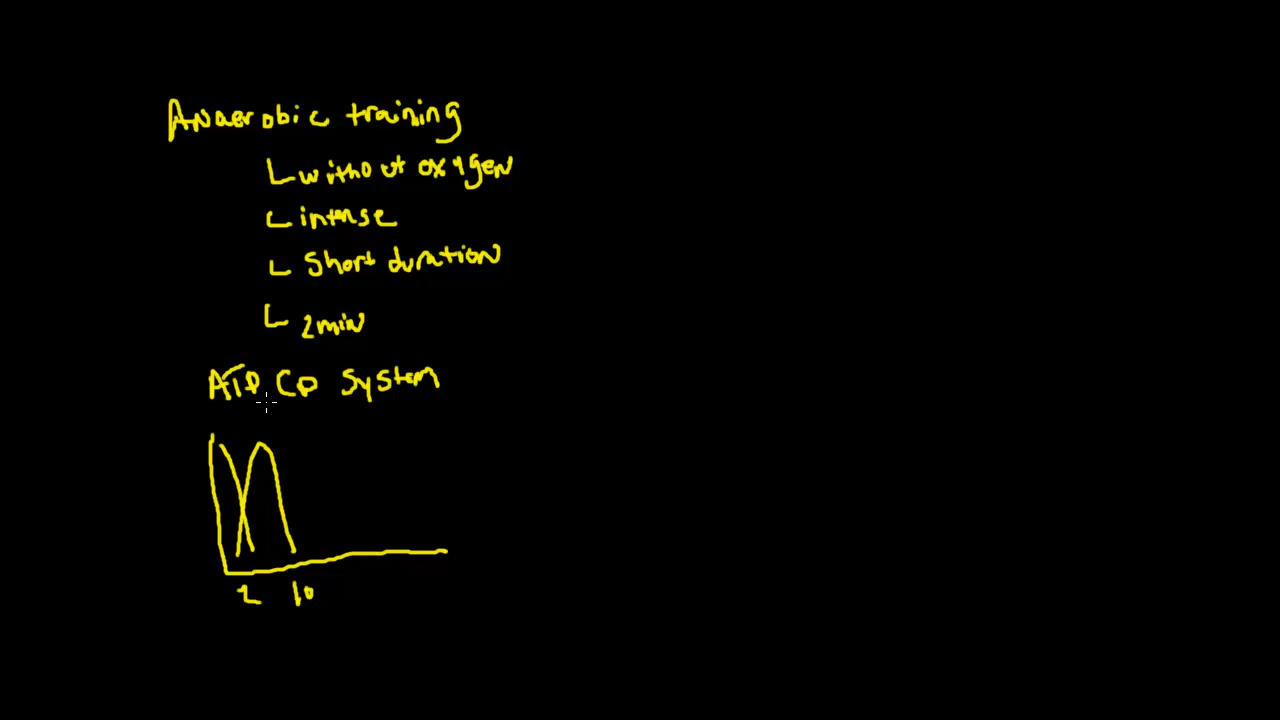 Anaerobic training
without oxygen
intense
Short duration
2min
ATP CP System
2 10